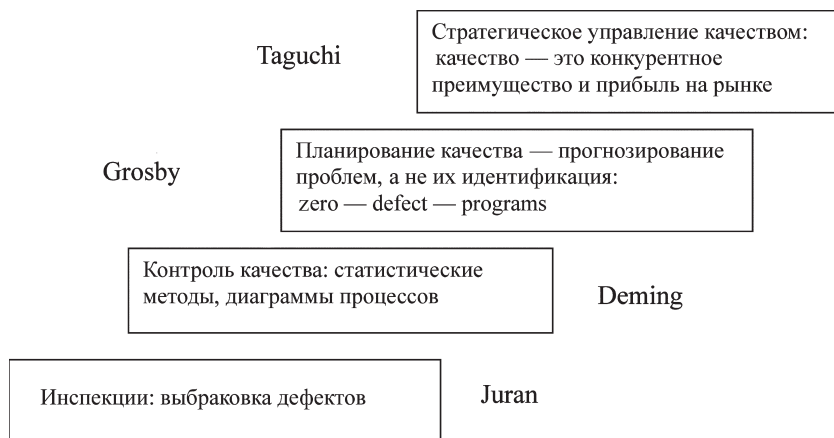 Taguchi
Стратегическое управление качеством:
качество — это конкурентное
преимущество и прибыль на рынке
Grosby
Планирование качества — прогнозирование
проблем, а не их идентификация:
zero — defect — programs
Контроль качества: статистические
методы, диаграммы процессов
Deming
Инспекции: выбраковка дефектов
Juran